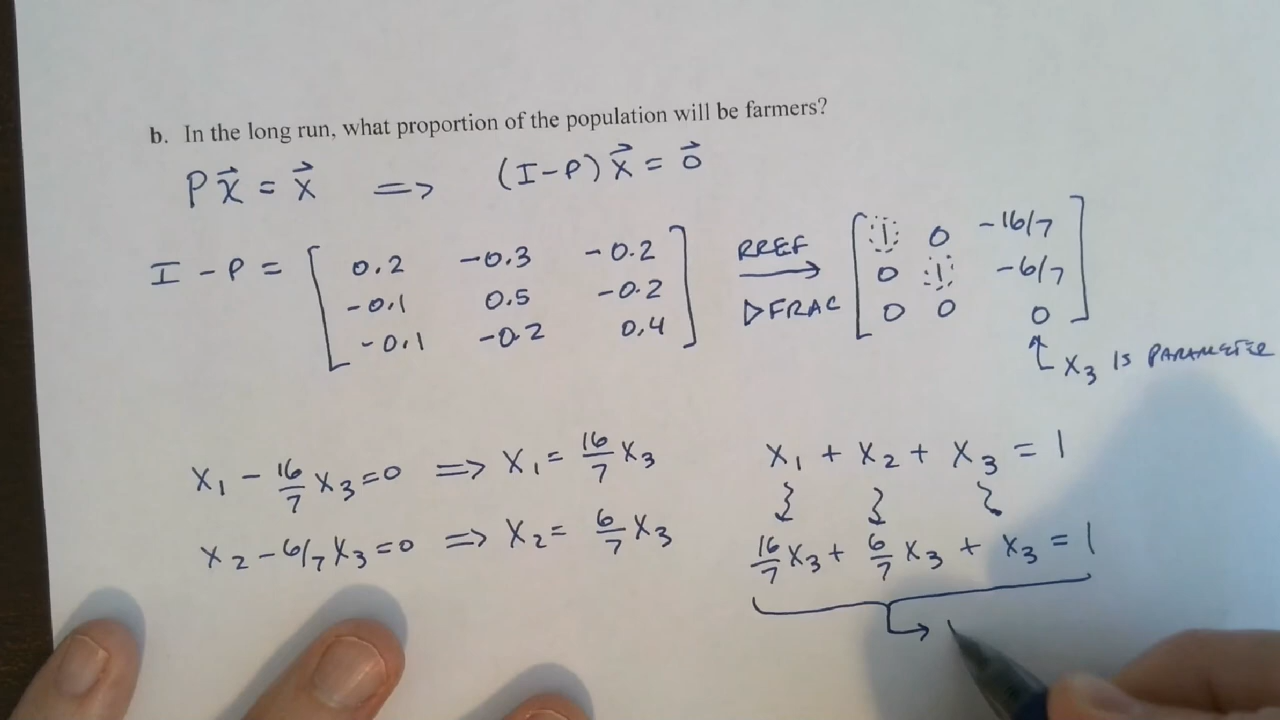 b. In the long run, what proportion of the population will be farmers?
Px⃗ = x⃗ => (I-P)x⃗ = 0⃗
I - P = [ 0.2 -0.3 -0.2 RREF [ 1 0 -16/7
-0.1 0.5 -0.2 0 1 -6/7
-0.1 -0.2 0.4 ] ▷FRAC 0 0 0 ]
X₃ IS PARAMETER
X₁ - 16/7 X₃ = 0 => X₁ = 16/7 X₃
X₂ - 6/7 X₃ = 0 => X₂ = 6/7 X₃
X₁ + X₂ + X₃ = 1
16/7 X₃ + 6/7 X₃ + X₃ = 1